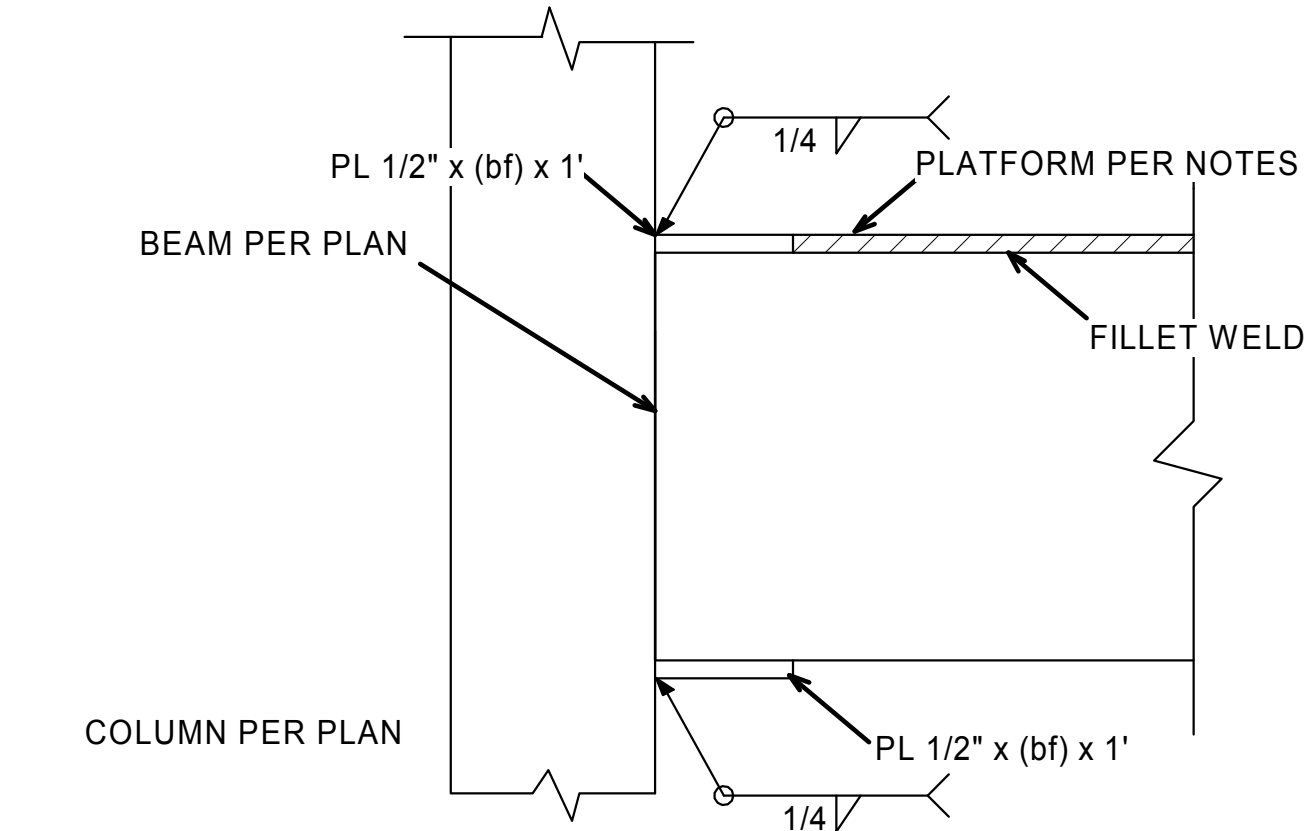 1/4
PL 1/2" x (bf) x 1'
PLATFORM PER NOTES
BEAM PER PLAN
FILLET WELD
COLUMN PER PLAN
PL 1/2" x (bf) x 1'
1/4